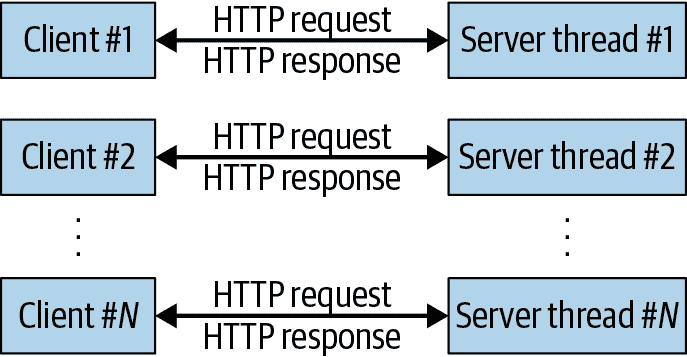 Client #1
HTTP request
HTTP response
Server thread #1
Client #2
HTTP request
HTTP response
Server thread #2
Client #N
HTTP request
HTTP response
Server thread #N